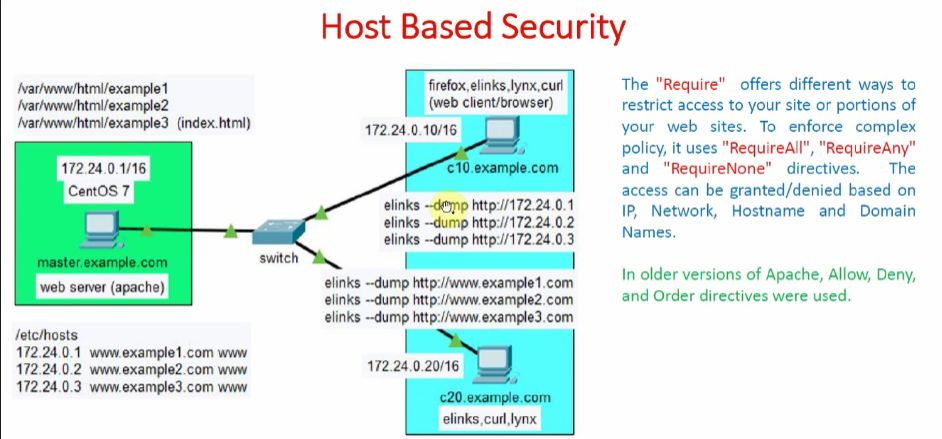 Host Based Security
/var/www/html/example1
/var/www/html/example2
/var/www/html/example3 (index.html)
172.24.0.1/16
CentOS 7
master.example.com
web server (apache)
/etc/hosts
172.24.0.1 www.example1.com www
172.24.0.2 www.example2.com www
172.24.0.3 www.example3.com www
switch
firefox,elinks,lynx,curl
(web client/browser)
172.24.0.10/16
c10.example.com
elinks --dump http://172.24.0.1
elinks --dump http://172.24.0.2
elinks --dump http://172.24.0.3
elinks --dump http://www.example1.com
elinks --dump http://www.example2.com
elinks --dump http://www.example3.com
172.24.0.20/16
c20.example.com
elinks,curl,lynx
The "Require" offers different ways to
restrict access to your site or portions of
your web sites. To enforce complex
policy, it uses "RequireAll", "RequireAny"
and "RequireNone" directives. The
access can be granted/denied based on
IP, Network, Hostname and Domain
Names.
In older versions of Apache, Allow, Deny,
and Order directives were used.